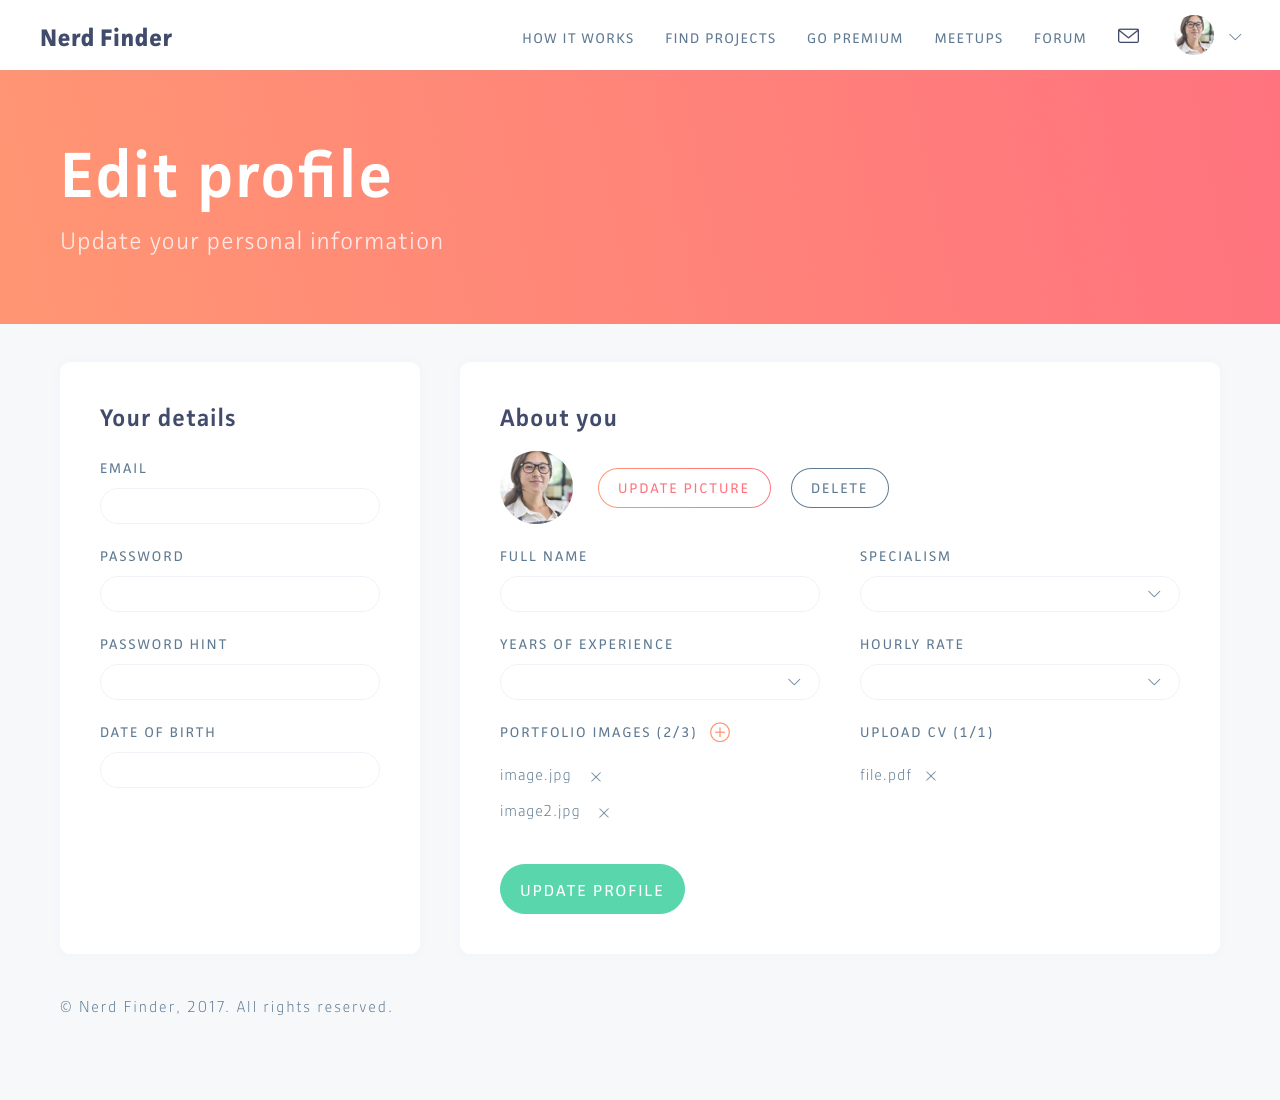 Nerd Finder
HOW IT WORKS
FIND PROJECTS
GO PREMIUM
MEETUPS
FORUM
Edit profile
Update your personal information
Your details
EMAIL
PASSWORD
PASSWORD HINT
DATE OF BIRTH
About you
UPDATE PICTURE
DELETE
FULL NAME
SPECIALISM
YEARS OF EXPERIENCE
HOURLY RATE
PORTFOLIO IMAGES (2/3)
UPLOAD CV (1/1)
image.jpg
file.pdf
image2.jpg
UPDATE PROFILE
© Nerd Finder, 2017. All rights reserved.